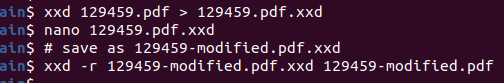 ain$ xxd 129459.pdf > 129459.pdf.xxd
ain$ nano 129459.pdf.xxd
ain$ # save as 129459-modified.pdf.xxd
ain$ xxd -r 129459-modified.pdf.xxd 129459-modified.pdf